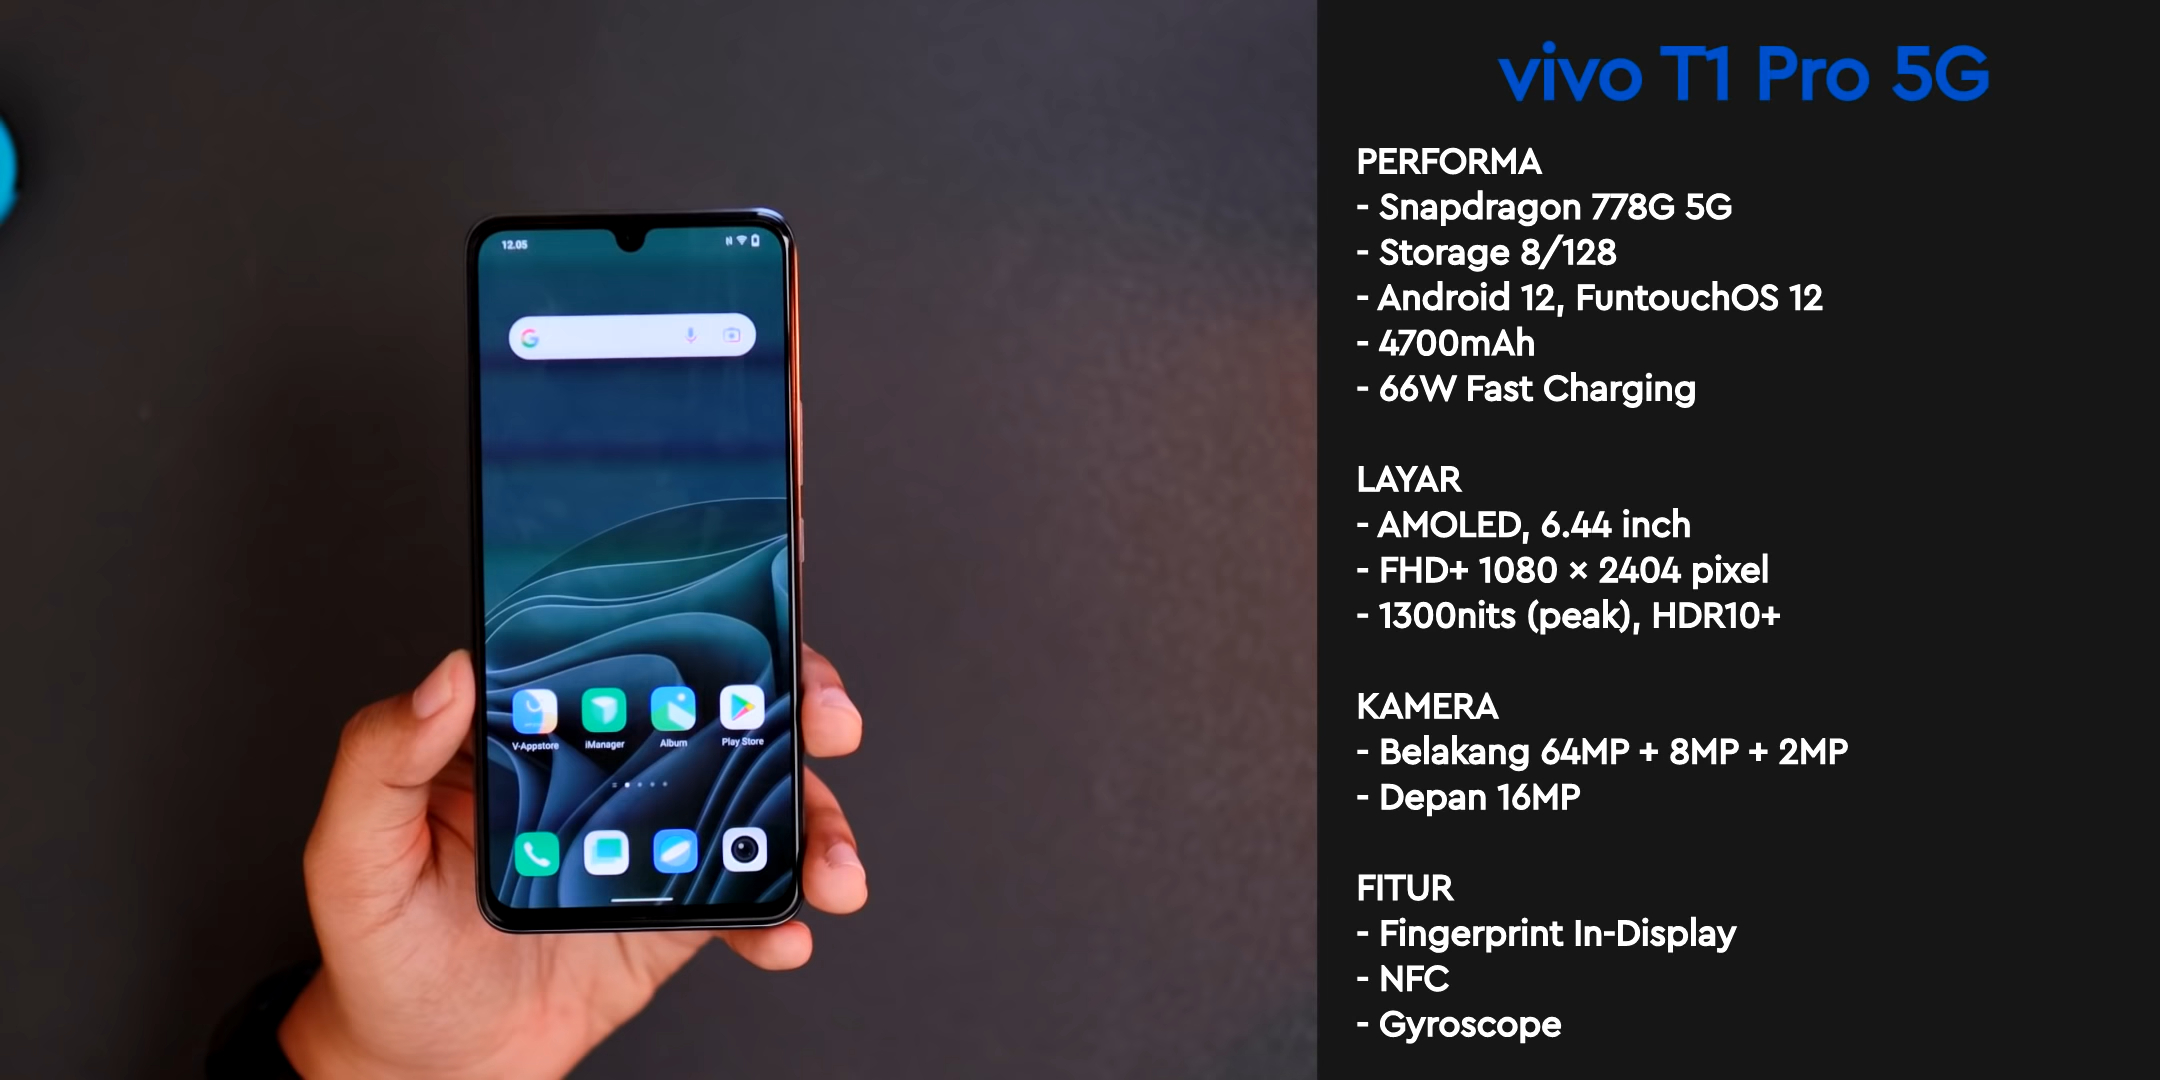 12.05
V-Appstore
iManager
Album
Play Store
vivo T1 Pro 5G
PERFORMA
- Snapdragon 778G 5G
- Storage 8/128
- Android 12, FuntouchOS 12
- 4700mAh
- 66W Fast Charging
LAYAR
- AMOLED, 6.44 inch
- FHD+ 1080 × 2404 pixel
- 1300nits (peak), HDR10+
KAMERA
- Belakang 64MP + 8MP + 2MP
- Depan 16MP
FITUR
- Fingerprint In-Display
- NFC
- Gyroscope